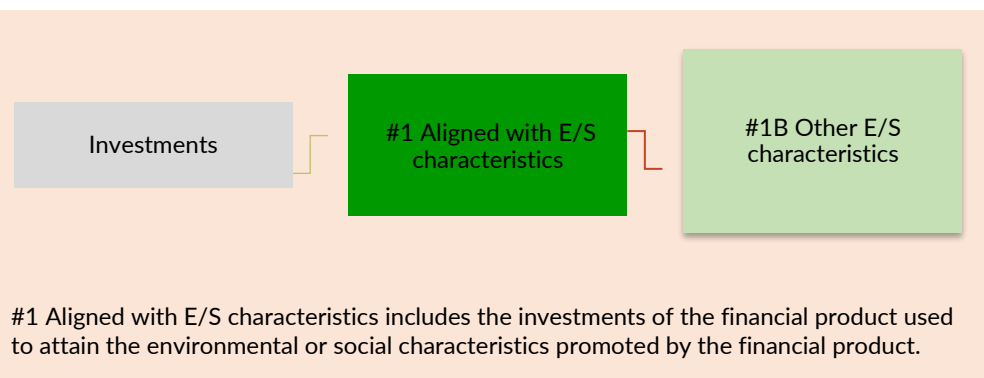 Investments
#1 Aligned with E/S
characteristics
#1B Other E/S
characteristics
#1 Aligned with E/S characteristics includes the investments of the financial product used
to attain the environmental or social characteristics promoted by the financial product.